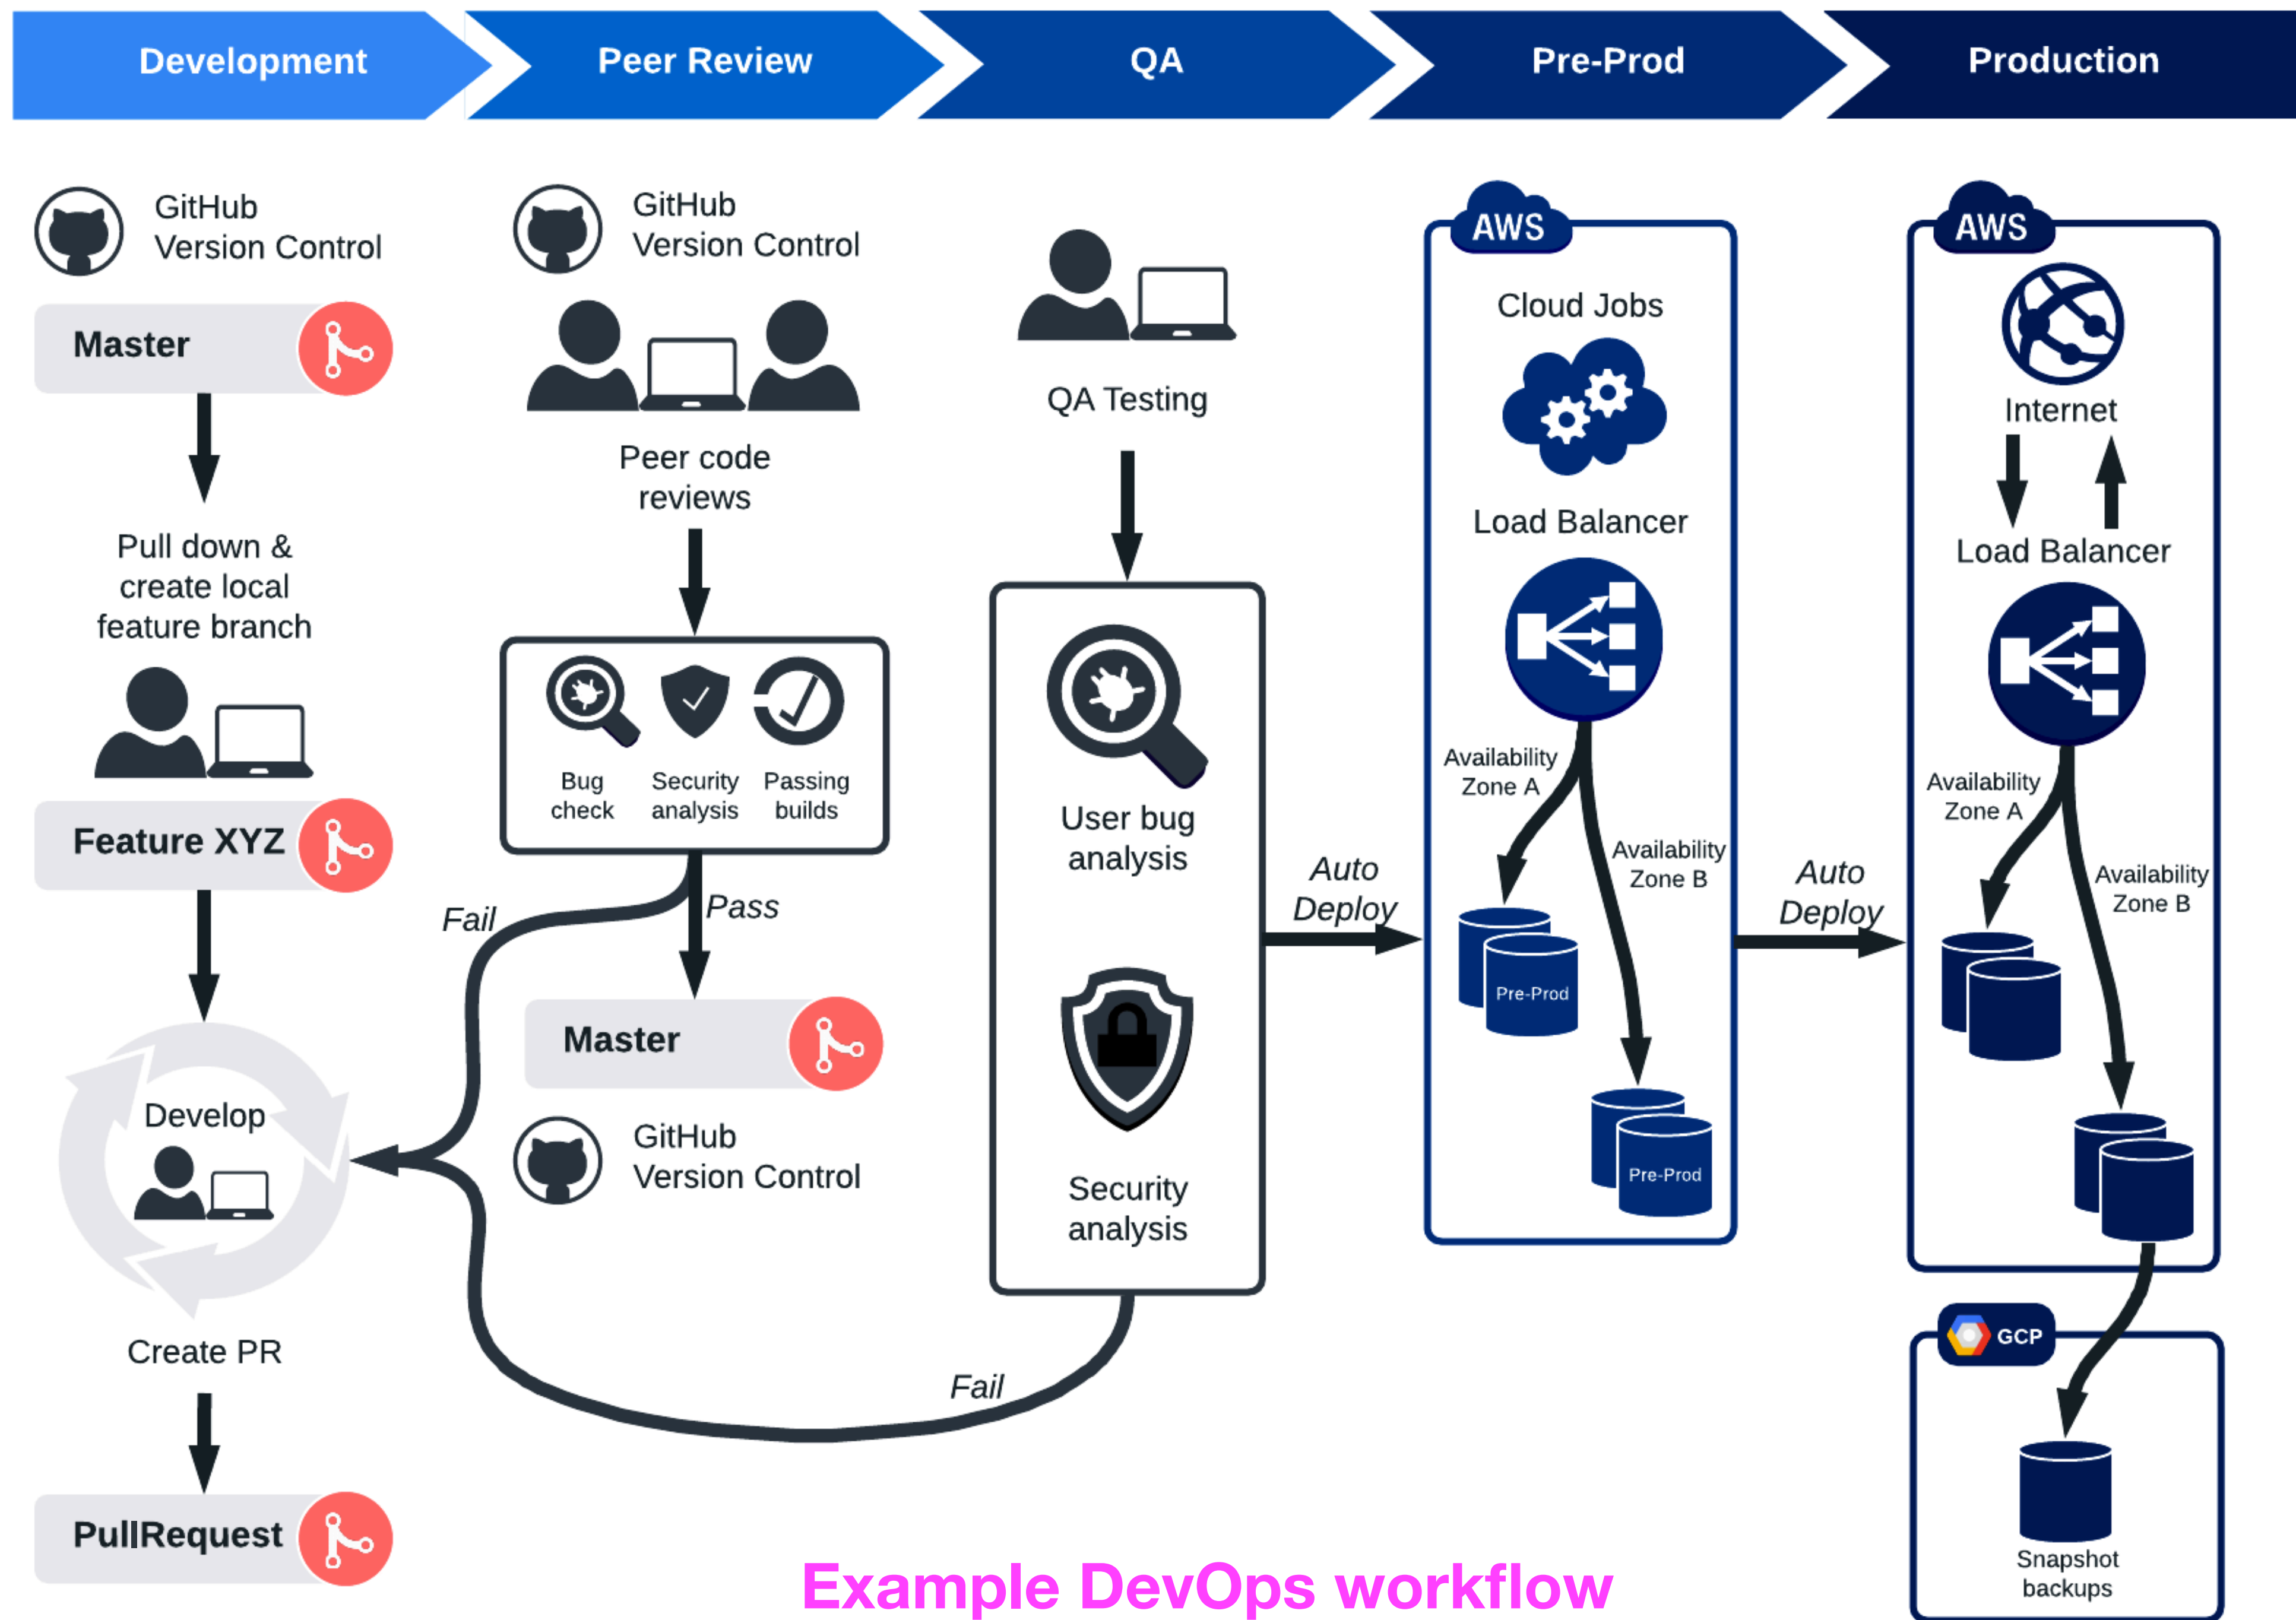 Development
Peer Review
QA
Pre-Prod
Production
GitHub
Version Control
Master
Pull down &
create local
feature branch
Feature XYZ
Develop
Create PR
PullRequest
GitHub
Version Control
Peer code
reviews
Bug
check
Security
analysis
Passing
builds
Fail
Pass
Master
GitHub
Version Control
QA Testing
User bug
analysis
Security
analysis
Fail
Auto
Deploy
AWS
Cloud Jobs
Load Balancer
Availability
Zone A
Availability
Zone B
Pre-Prod
Pre-Prod
Auto
Deploy
AWS
Internet
Load Balancer
Availability
Zone A
Availability
Zone B
GCP
Snapshot
backups
Example DevOps workflow